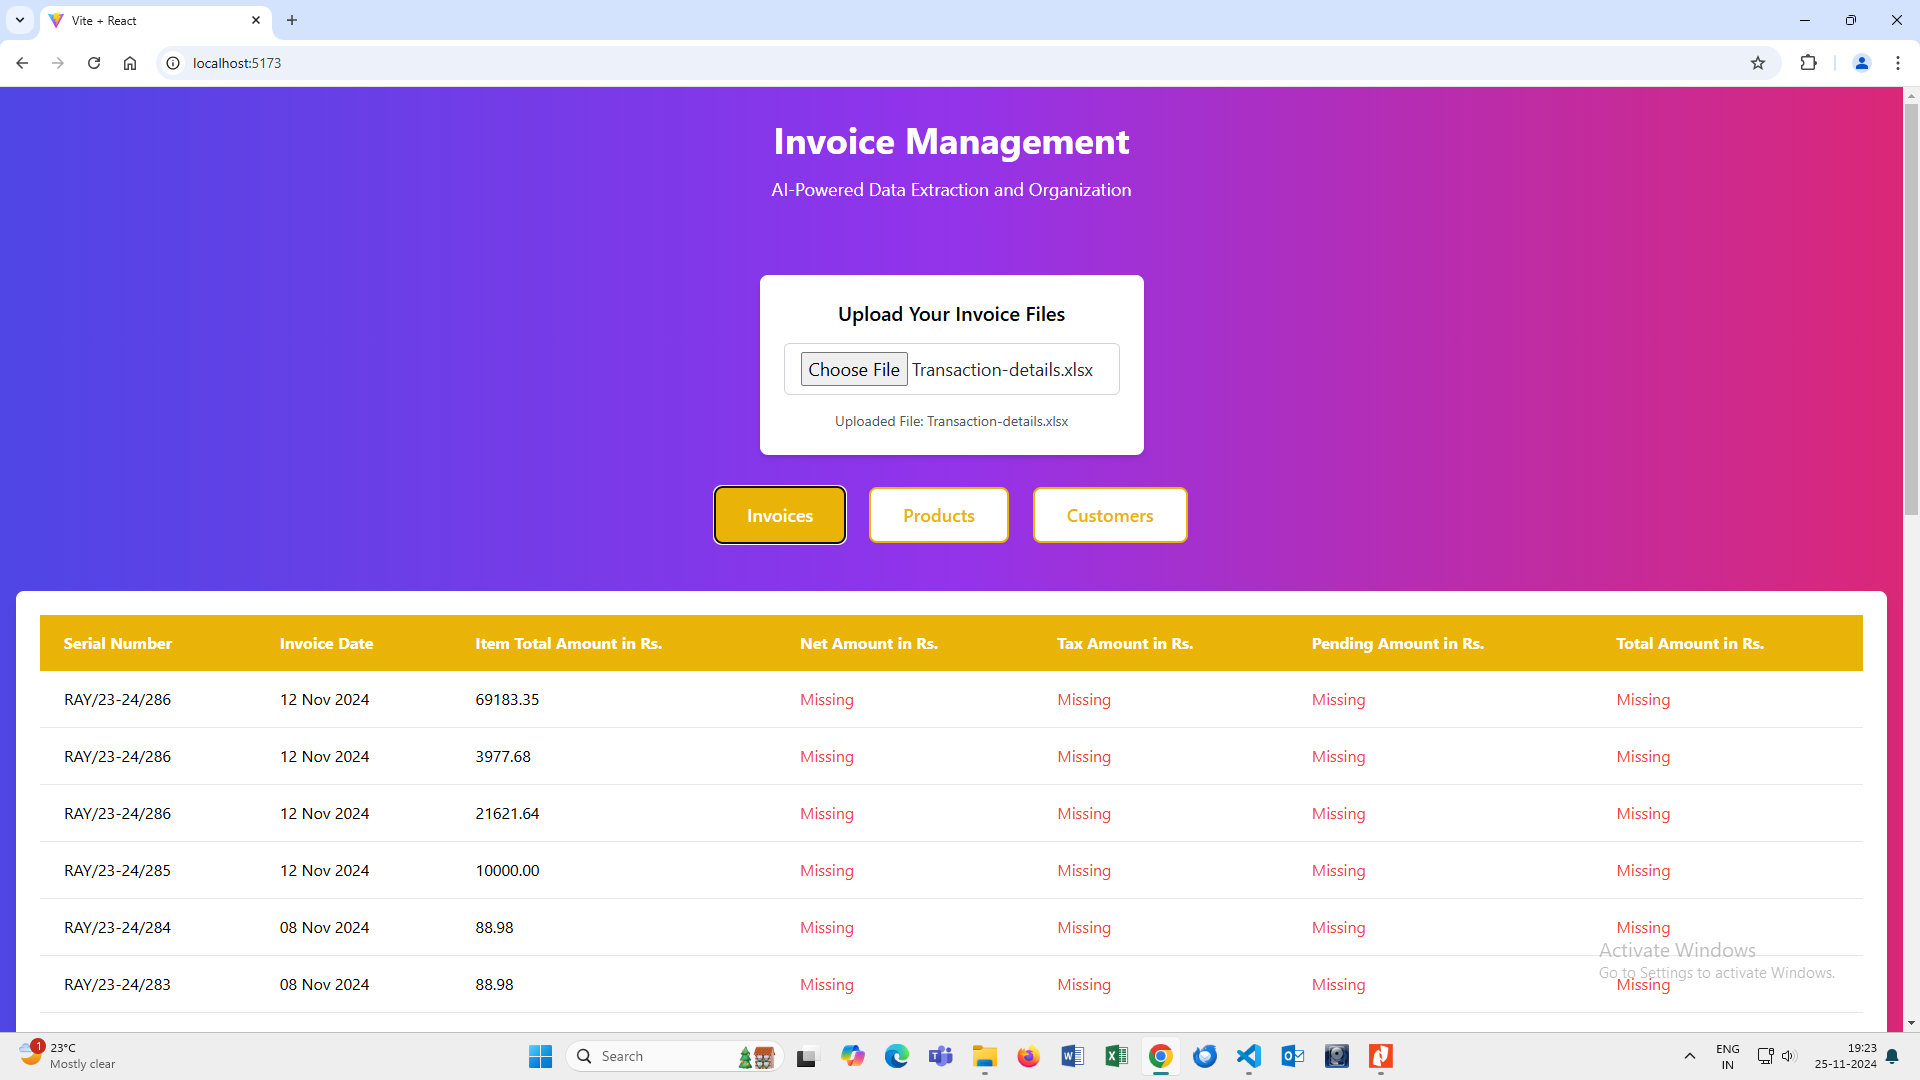 Vite + React
localhost:5173
Invoice Management
AI-Powered Data Extraction and Organization
Upload Your Invoice Files
Choose File Transaction-details.xlsx
Uploaded File: Transaction-details.xlsx
Invoices Products Customers
Serial Number Invoice Date Item Total Amount in Rs. Net Amount in Rs. Tax Amount in Rs. Pending Amount in Rs. Total Amount in Rs.
RAY/23-24/286 12 Nov 2024 69183.35 Missing Missing Missing Missing
RAY/23-24/286 12 Nov 2024 3977.68 Missing Missing Missing Missing
RAY/23-24/286 12 Nov 2024 21621.64 Missing Missing Missing Missing
RAY/23-24/285 12 Nov 2024 10000.00 Missing Missing Missing Missing
RAY/23-24/284 08 Nov 2024 88.98 Missing Missing Missing Missing
Activate Windows
Go to Settings to activate Windows.
RAY/23-24/283 08 Nov 2024 88.98 Missing Missing Missing Missing
1
23°C
Mostly clear
Search
ENG
IN
19:23
25-11-2024